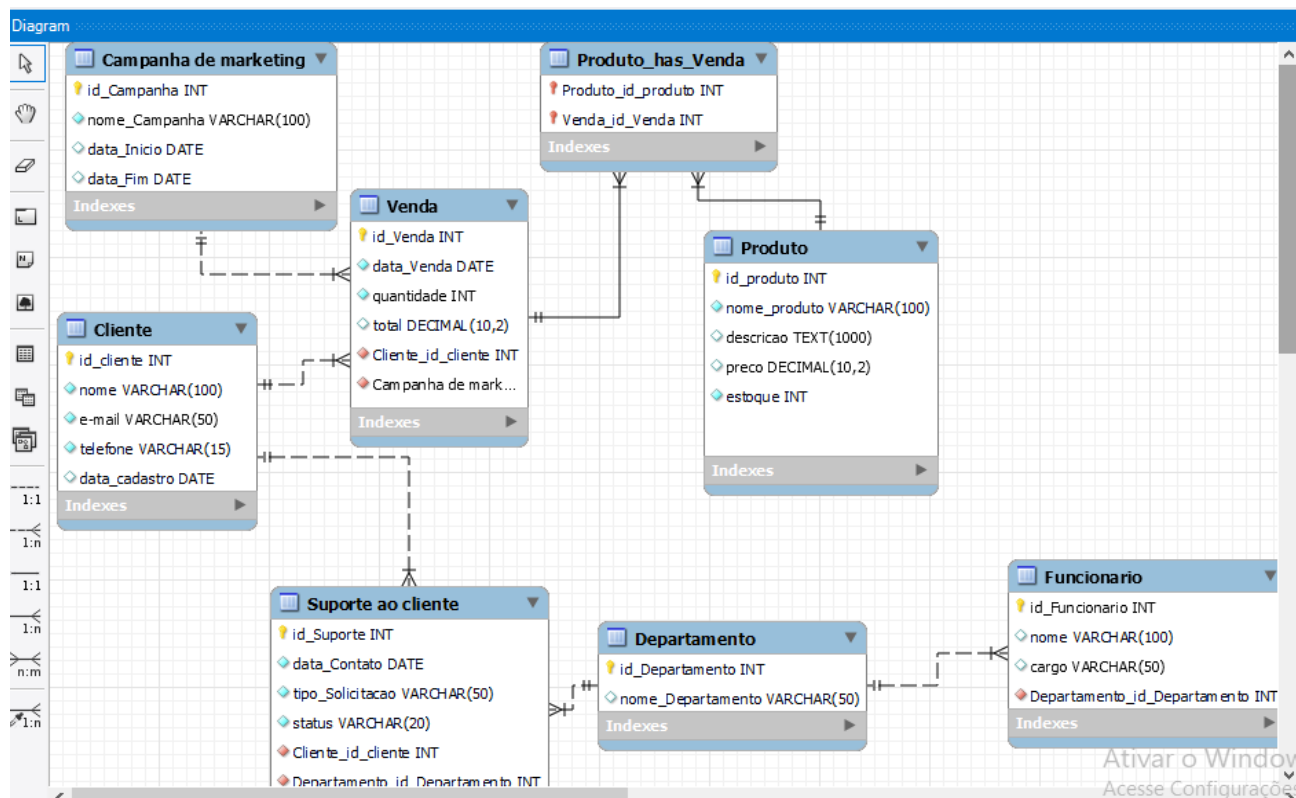 Diagram
Campanha de marketing
id_Campanha INT
nome_Campanha VARCHAR(100)
data_Inicio DATE
data_Fim DATE
Indexes
Produto_has_Venda
Produto_id_produto INT
Venda_id_Venda INT
Indexes
Venda
id_Venda INT
data_Venda DATE
quantidade INT
total DECIMAL(10,2)
Cliente_id_cliente INT
Campanha de mark...
Indexes
Produto
id_produto INT
nome_produto VARCHAR(100)
descricao TEXT(1000)
preco DECIMAL(10,2)
estoque INT
Indexes
Cliente
id_cliente INT
nome VARCHAR(100)
e-mail VARCHAR(50)
telefone VARCHAR(15)
data_cadastro DATE
Indexes
Suporte ao cliente
id_Suporte INT
data_Contato DATE
tipo_Solicitacao VARCHAR(50)
status VARCHAR(20)
Cliente_id_cliente INT
Departamento_id_Departamento INT
Departamento
id_Departamento INT
nome_Departamento VARCHAR(50)
Indexes
Funcionario
id_Funcionario INT
nome VARCHAR(100)
cargo VARCHAR(50)
Departamento_id_Departamento INT
Indexes
1:1
1:n
1:1
1:n
n:m
1:n
Ativar o Window
Acesse Configurações